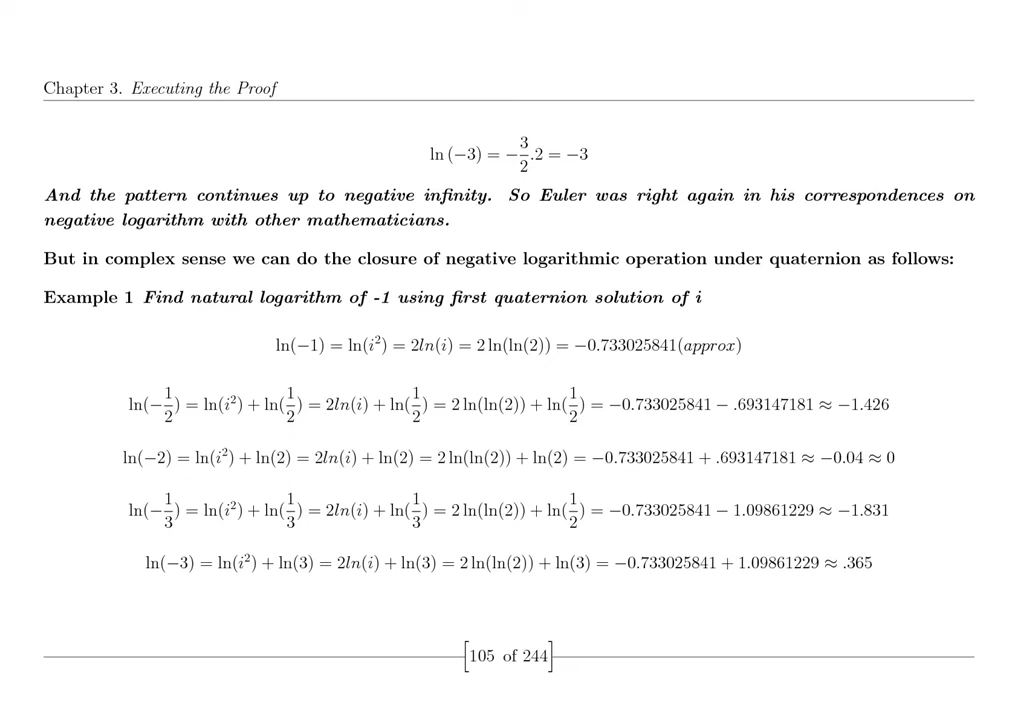 Chapter 3. Executing the Proof
ln (−3) = −3/2.2 = −3
And the pattern continues up to negative infinity. So Euler was right again in his correspondences on
negative logarithm with other mathematicians.
But in complex sense we can do the closure of negative logarithmic operation under quaternion as follows:
Example 1 Find natural logarithm of -1 using first quaternion solution of i
ln(−1) = ln(i²) = 2ln(i) = 2 ln(ln(2)) = −0.733025841(approx)
ln(−1/2) = ln(i²) + ln(1/2) = 2ln(i) + ln(1/2) = 2 ln(ln(2)) + ln(1/2) = −0.733025841 − .693147181 ≈ −1.426
ln(−2) = ln(i²) + ln(2) = 2ln(i) + ln(2) = 2 ln(ln(2)) + ln(2) = −0.733025841 + .693147181 ≈ −0.04 ≈ 0
ln(−1/3) = ln(i²) + ln(1/3) = 2ln(i) + ln(1/3) = 2 ln(ln(2)) + ln(1/2) = −0.733025841 − 1.09861229 ≈ −1.831
ln(−3) = ln(i²) + ln(3) = 2ln(i) + ln(3) = 2 ln(ln(2)) + ln(3) = −0.733025841 + 1.09861229 ≈ .365
[105 of 244]